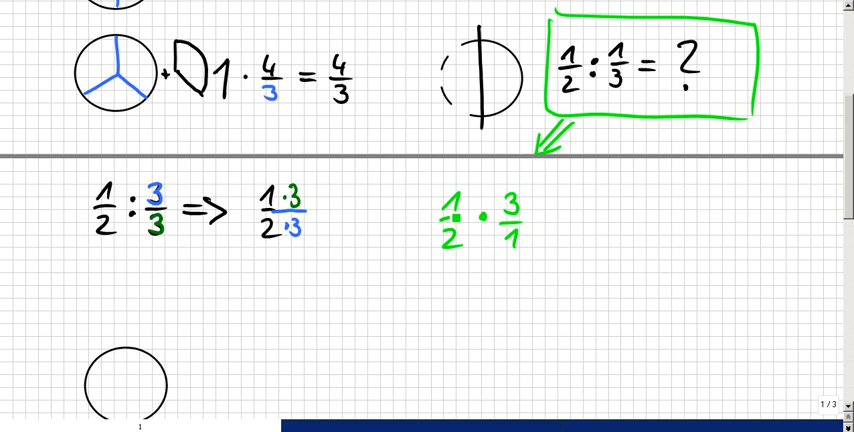 + 1 · 4/3 = 4/3
1/2 : 1/3 = ?
1/2 : 3/3 => 1·3/2·3
1/2 · 3/1
1 / 3
1